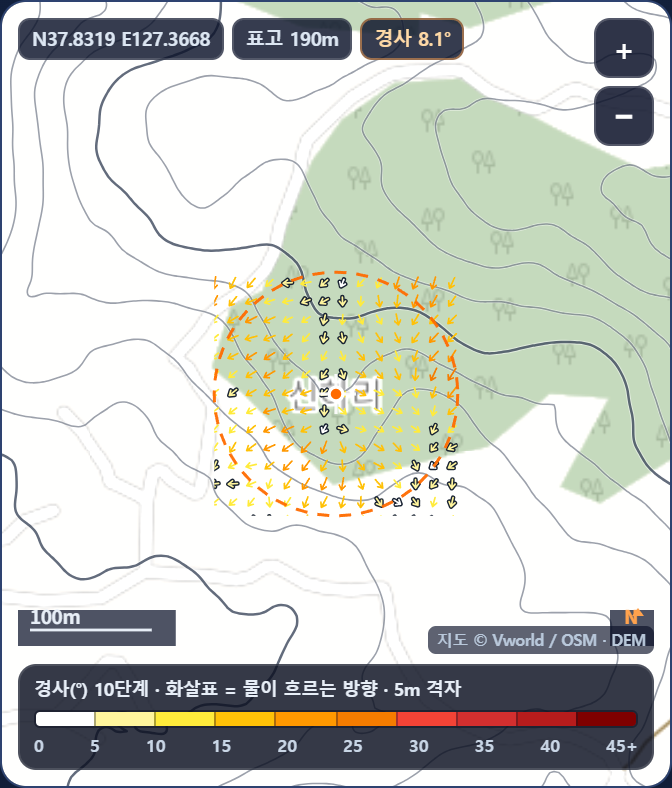 N37.8319 E127.3668
표고 190m
경사 8.1°
+
−
100m
N
지도 © Vworld / OSM · DEM
경사(°) 10단계 · 화살표 = 물이 흐르는 방향 · 5m 격자
0 5 10 15 20 25 30 35 40 45+